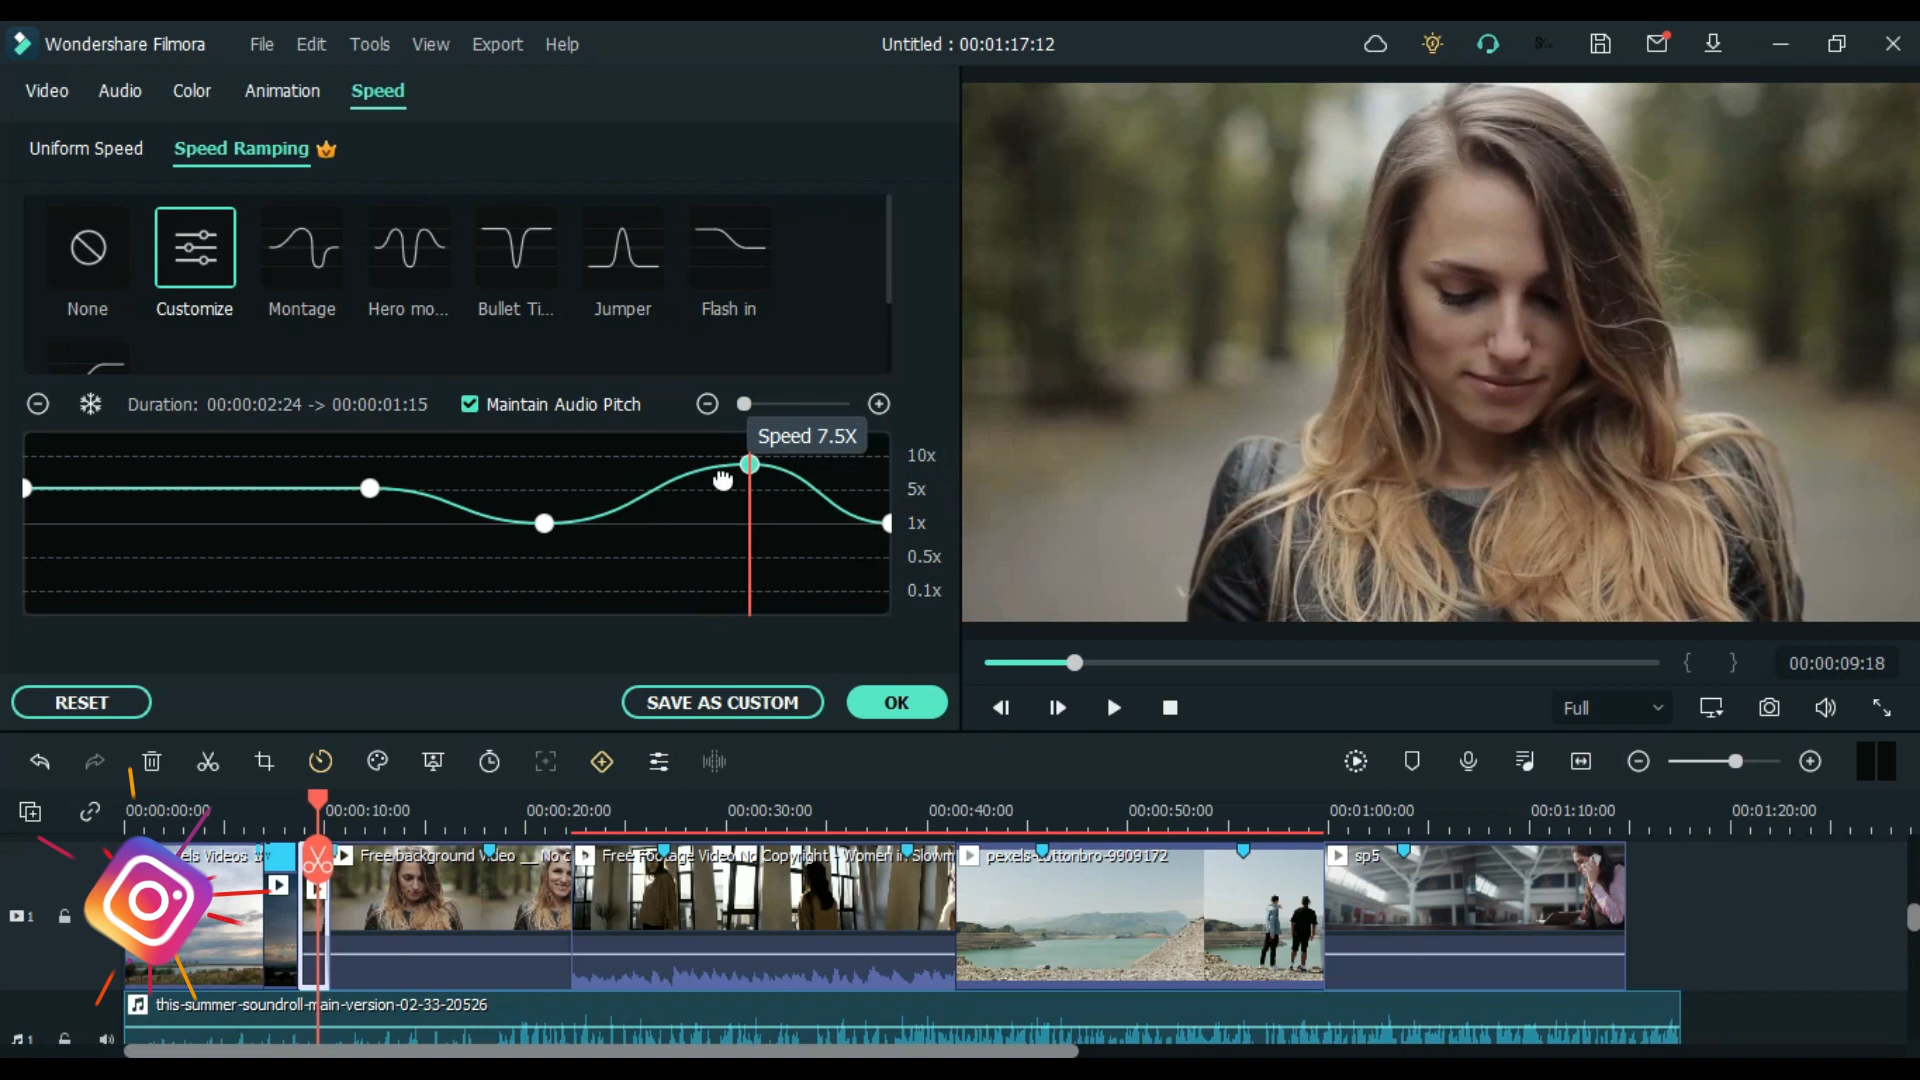 Wondershare Filmora File Edit Tools View Export Help Untitled : 00:01:17:12
Video Audio Color Animation Speed
Uniform Speed Speed Ramping
None Customize Montage Hero mo... Bullet Ti... Jumper Flash in
Duration: 00:00:02:24 -> 00:00:01:15 Maintain Audio Pitch
Speed 7.5X
10x
5x
1x
0.5x
0.1x
00:00:09:18
RESET SAVE AS CUSTOM OK
Full
00:00:00:00 00:00:10:00 00:00:20:00 00:00:30:00 00:00:40:00 00:00:50:00 00:01:00:00 00:01:10:00 00:01:20:00
els Videos Free background Video __ No c Free Footage Video No Copyright - Women in Slowm pexels-cottonbro-9909172 sp5
1
this-summer-soundroll-main-version-02-33-20526
1